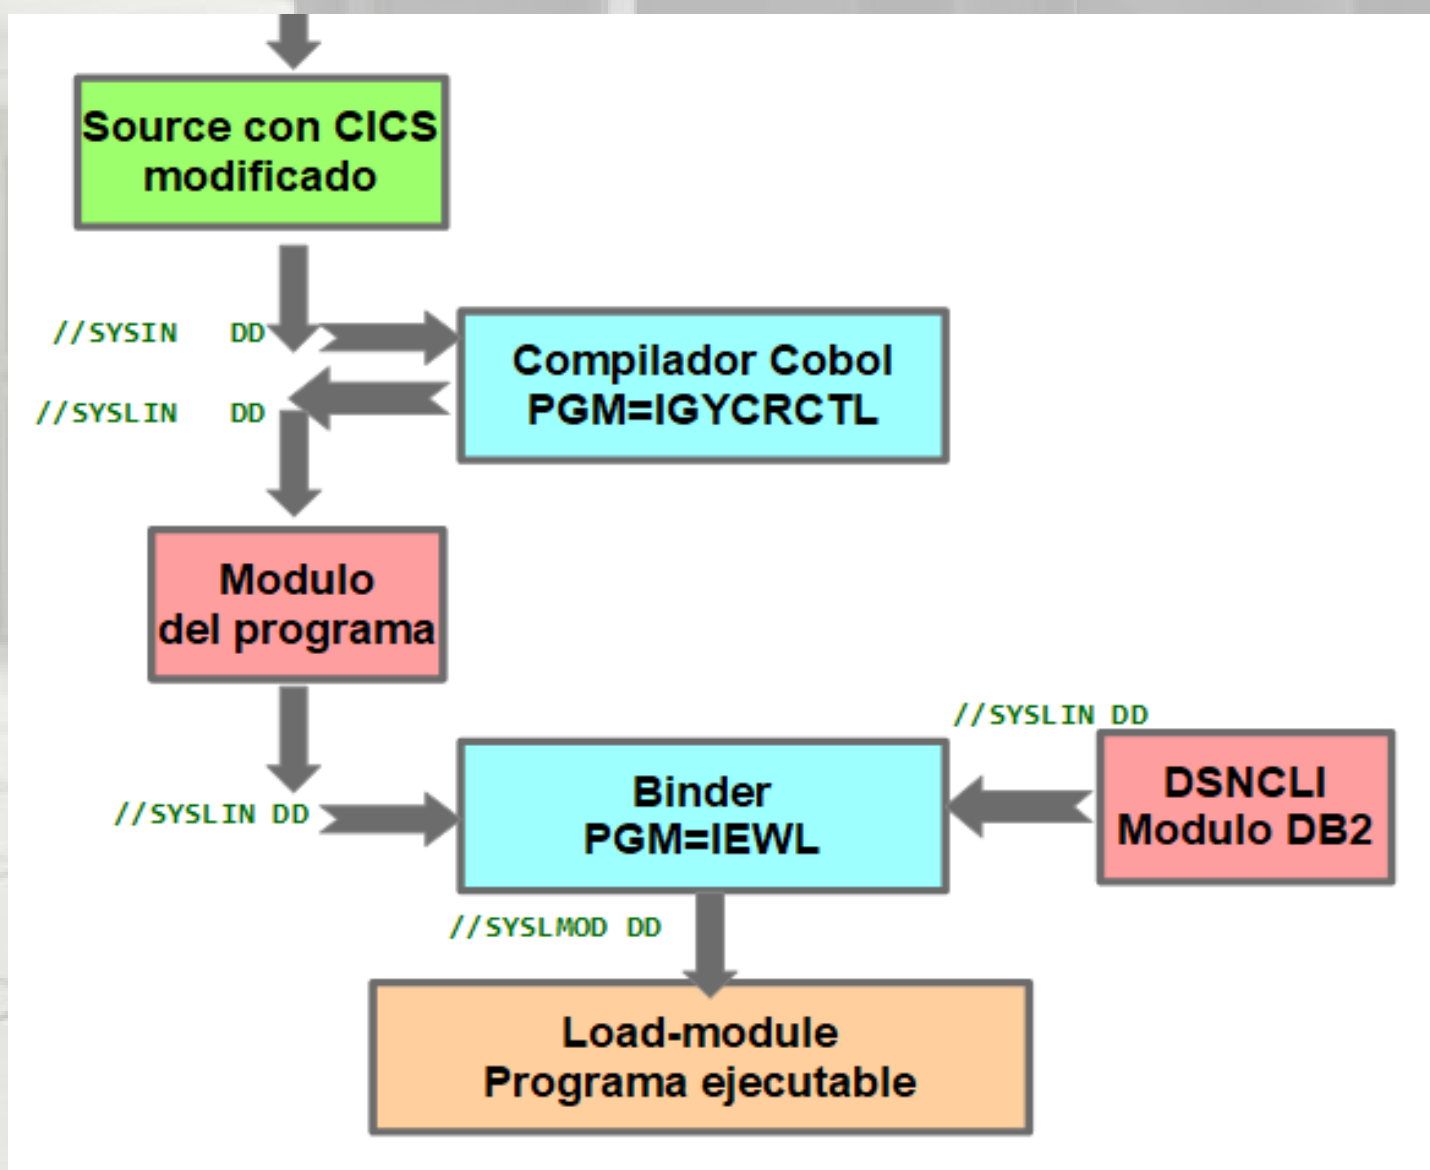 Source con CICS
modificado
//SYSIN   DD
Compilador Cobol
PGM=IGYCRCTL
//SYSLIN   DD
Modulo
del programa
//SYSLIN DD
//SYSLIN DD
Binder
PGM=IEWL
DSNCLI
Modulo DB2
//SYSLMOD DD
Load-module
Programa ejecutable